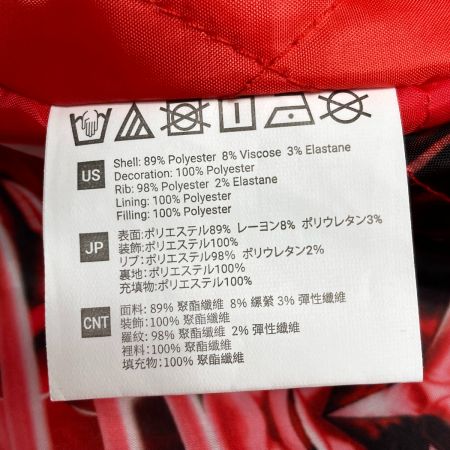 US
Shell: 89% Polyester 8% Viscose 3% Elastane
Decoration: 100% Polyester
Rib: 98% Polyester 2% Elastane
Lining: 100% Polyester
Filling: 100% Polyester
JP
表面:ポリエステル89% レーヨン8% ポリウレタン3%
装飾:ポリエステル100%
リブ:ポリエステル98% ポリウレタン2%
裏地:ポリエステル100%
充填物:ポリエステル100%
CNT
面料: 89% 聚酯纖維 8% 縲縈 3% 彈性纖維
装飾:100% 聚酯纖維
羅紋: 98% 聚酯纖維 2% 彈性纖維
裡料: 100% 聚酯纖維
填充物: 100% 聚酯纖維